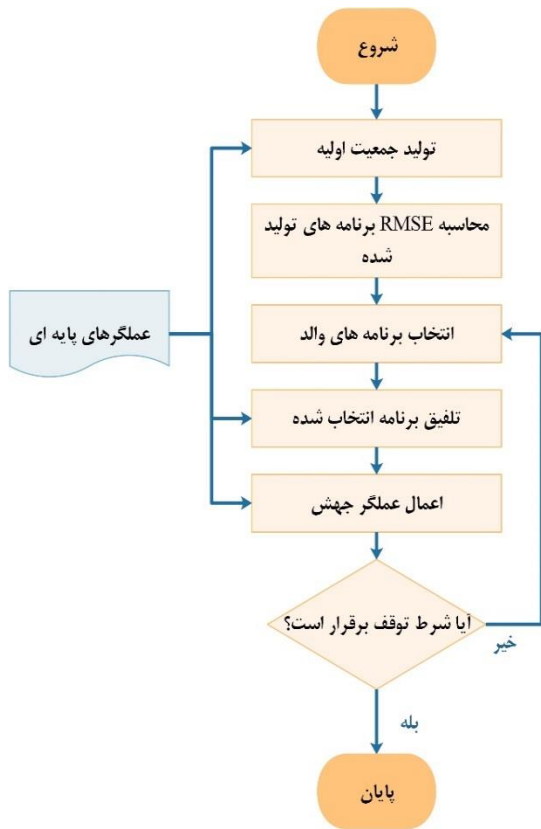 شروع
تولید جمعیت اولیه
محاسبه RMSE برنامه های تولید
شده
عملگرهای پایه ای
انتخاب برنامه های والد
تلفیق برنامه انتخاب شده
اعمال عملگر جهش
آیا شرط توقف برقرار است؟
خیر
بله
پایان